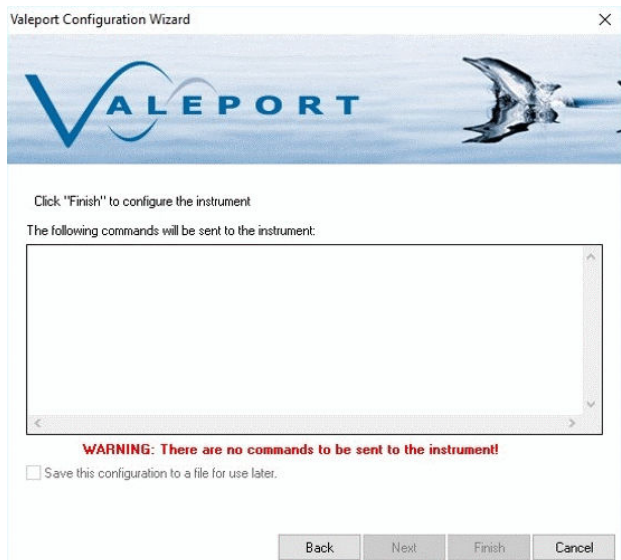 Valeport Configuration Wizard
VALEPORT
Click "Finish" to configure the instrument
The following commands will be sent to the instrument:
WARNING: There are no commands to be sent to the instrument!
Save this configuration to a file for use later.
Back Next Finish Cancel